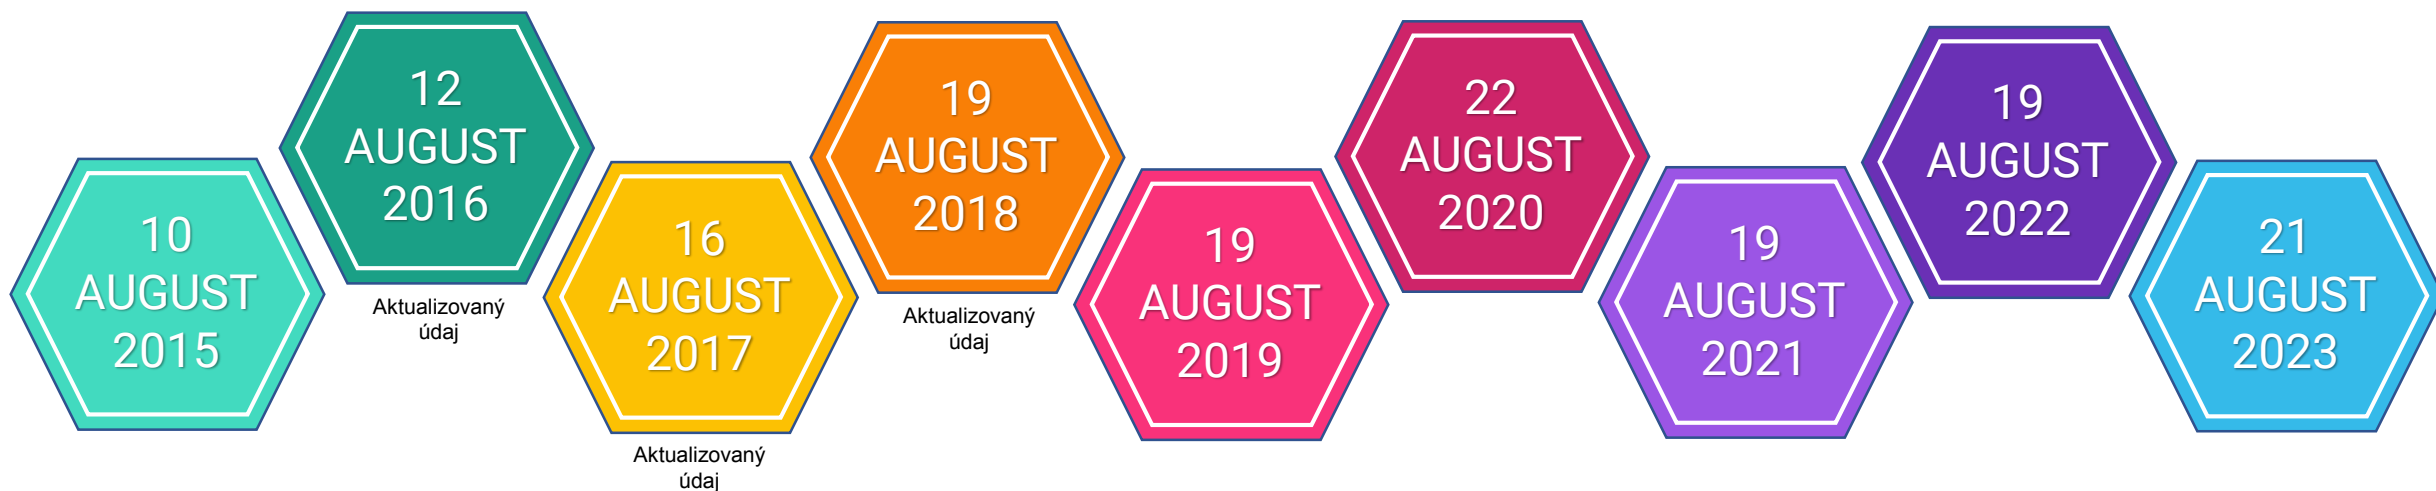 10
AUGUST
2015
12
AUGUST
2016
Aktualizovaný
údaj
16
AUGUST
2017
Aktualizovaný
údaj
19
AUGUST
2018
Aktualizovaný
údaj
19
AUGUST
2019
22
AUGUST
2020
19
AUGUST
2021
19
AUGUST
2022
21
AUGUST
2023